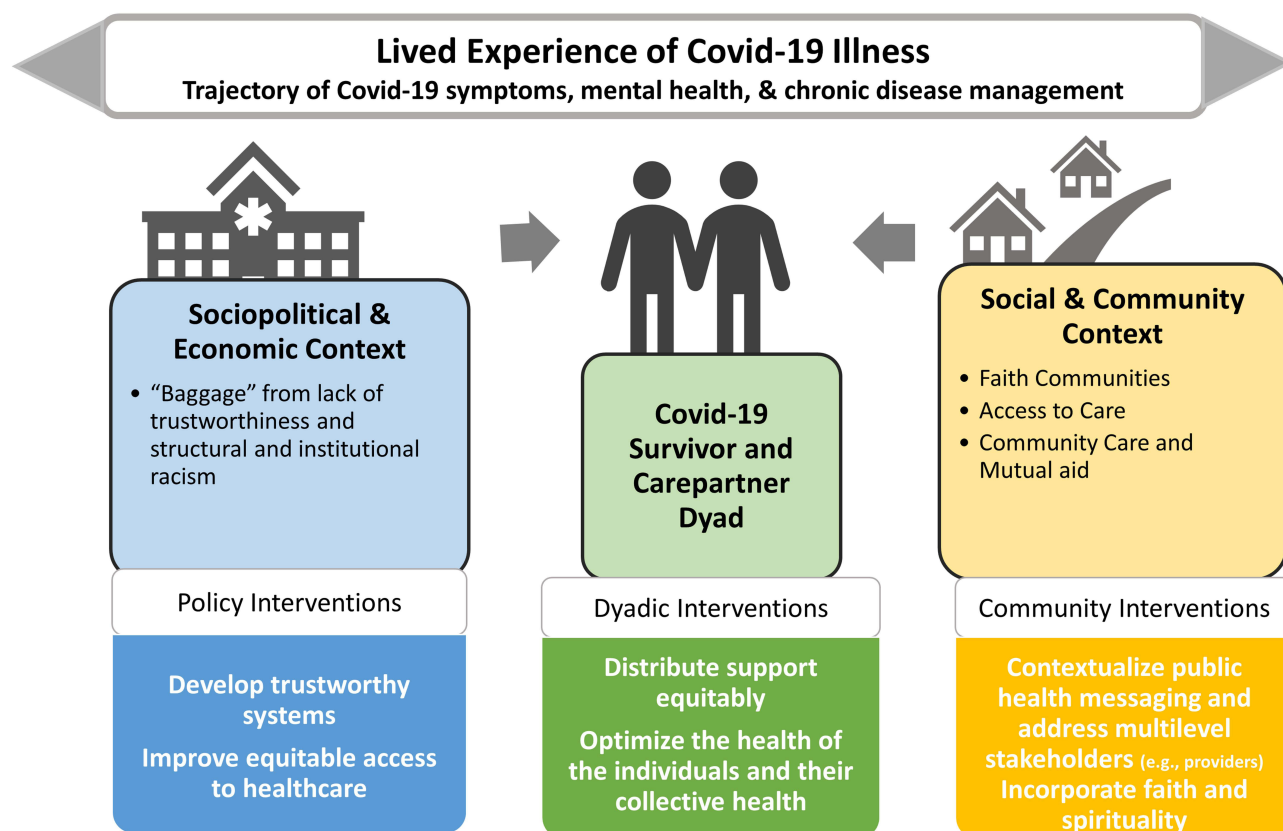 Lived Experience of Covid-19 Illness
Trajectory of Covid-19 symptoms, mental health, & chronic disease management
Sociopolitical &
Economic Context
• “Baggage” from lack of
trustworthiness and
structural and institutional
racism
Policy Interventions
Develop trustworthy
systems
Improve equitable access
to healthcare
Covid-19
Survivor and
Carepartner
Dyad
Dyadic Interventions
Distribute support
equitably
Optimize the health of
the individuals and their
collective health
Social & Community
Context
• Faith Communities
• Access to Care
• Community Care and
Mutual aid
Community Interventions
Contextualize public
health messaging and
address multilevel
stakeholders (e.g., providers)
Incorporate faith and
spirituality